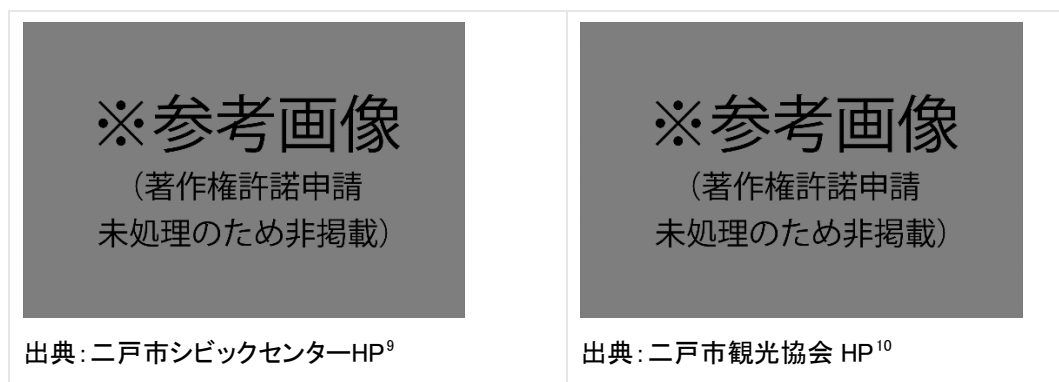 ※参考画像
（著作権許諾申請
未処理のため非掲載）
出典：二戸市シビックセンターHP⁹
※参考画像
（著作権許諾申請
未処理のため非掲載）
出典：二戸市観光協会 HP¹⁰